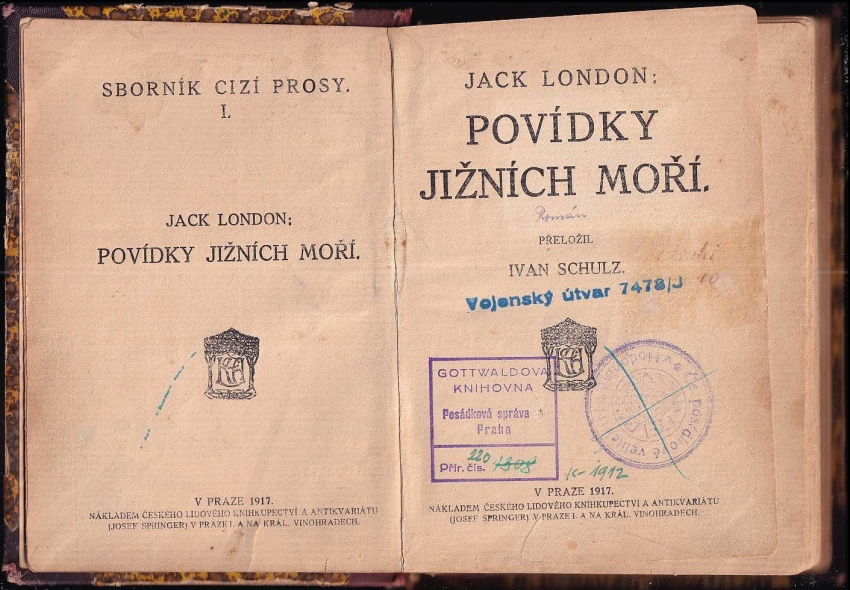 SBORNÍK CIZÍ PROSY.
I.
JACK LONDON:
POVÍDKY JIŽNÍCH MOŘÍ.
V PRAZE 1917.
NÁKLADEM ČESKÉHO LIDOVÉHO KNIHKUPECTVÍ A ANTIKVARIÁTU
(JOSEF SPRINGER) V PRAZE I. A NA KRÁL. VINOHRADECH.
JACK LONDON:
POVÍDKY
JIŽNÍCH MOŘÍ.
Román
PŘELOŽIL
IVAN SCHULZ.
Vojenský útvar 7478/J
GOTTWALDOVA
KNIHOVNA
Posádková správa
Praha
Přír. čís. 220 1308
K-1912
V PRAZE 1917.
NÁKLADEM ČESKÉHO LIDOVÉHO KNIHKUPECTVÍ A ANTIKVARIÁTU
(JOSEF SPRINGER) V PRAZE I. A NA KRÁL. VINOHRADECH.